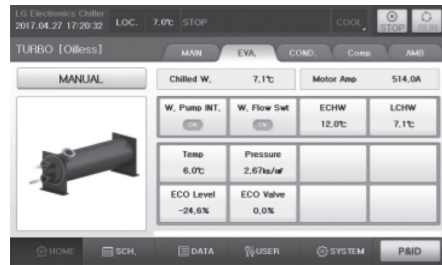 LG Electronics Chiller
2017.04.27 17:20:32 LOC. 7.0℃ STOP COOL STOP RUN
TURBO [Oilless] MAIN EVA. COND. Comp AMB
MANUAL Chilled W. 7.1℃ Motor Amp 514.0A
W. Pump INT. W. Flow Swt ECHW LCHW
ON ON 12.0℃ 7.1℃
Temp Pressure
6.0℃ 2.67kg/㎠
ECO Level ECO Valve
-24.6% 0.0%
HOME SCH. DATA USER SYSTEM P&ID